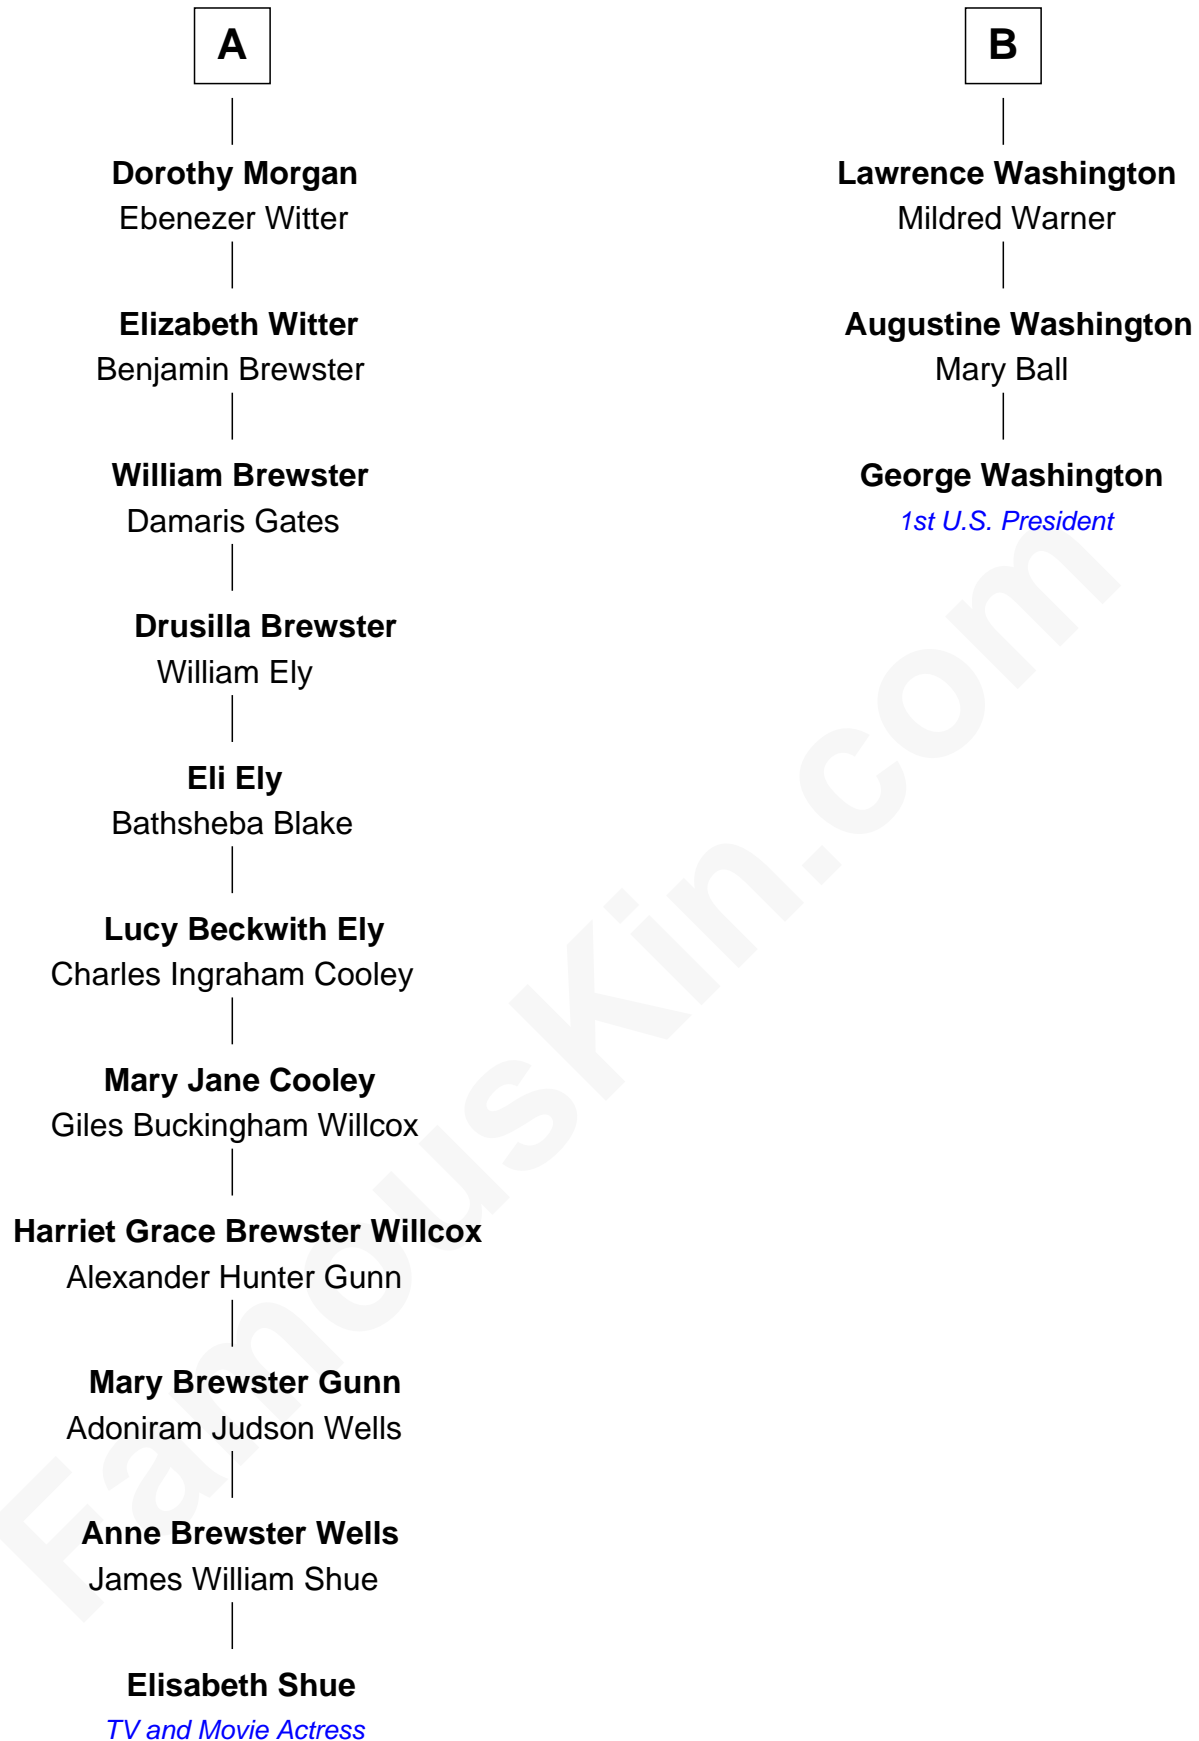 A
Dorothy Morgan
Ebenezer Witter
Elizabeth Witter
Benjamin Brewster
William Brewster
Damaris Gates
Drusilla Brewster
William Ely
Eli Ely
Bathsheba Blake
Lucy Beckwith Ely
Charles Ingraham Cooley
Mary Jane Cooley
Giles Buckingham Willcox
Harriet Grace Brewster Willcox
Alexander Hunter Gunn
Mary Brewster Gunn
Adoniram Judson Wells
Anne Brewster Wells
James William Shue
Elisabeth Shue
TV and Movie Actress
B
Lawrence Washington
Mildred Warner
Augustine Washington
Mary Ball
George Washington
1st U.S. President
FamousKin.com